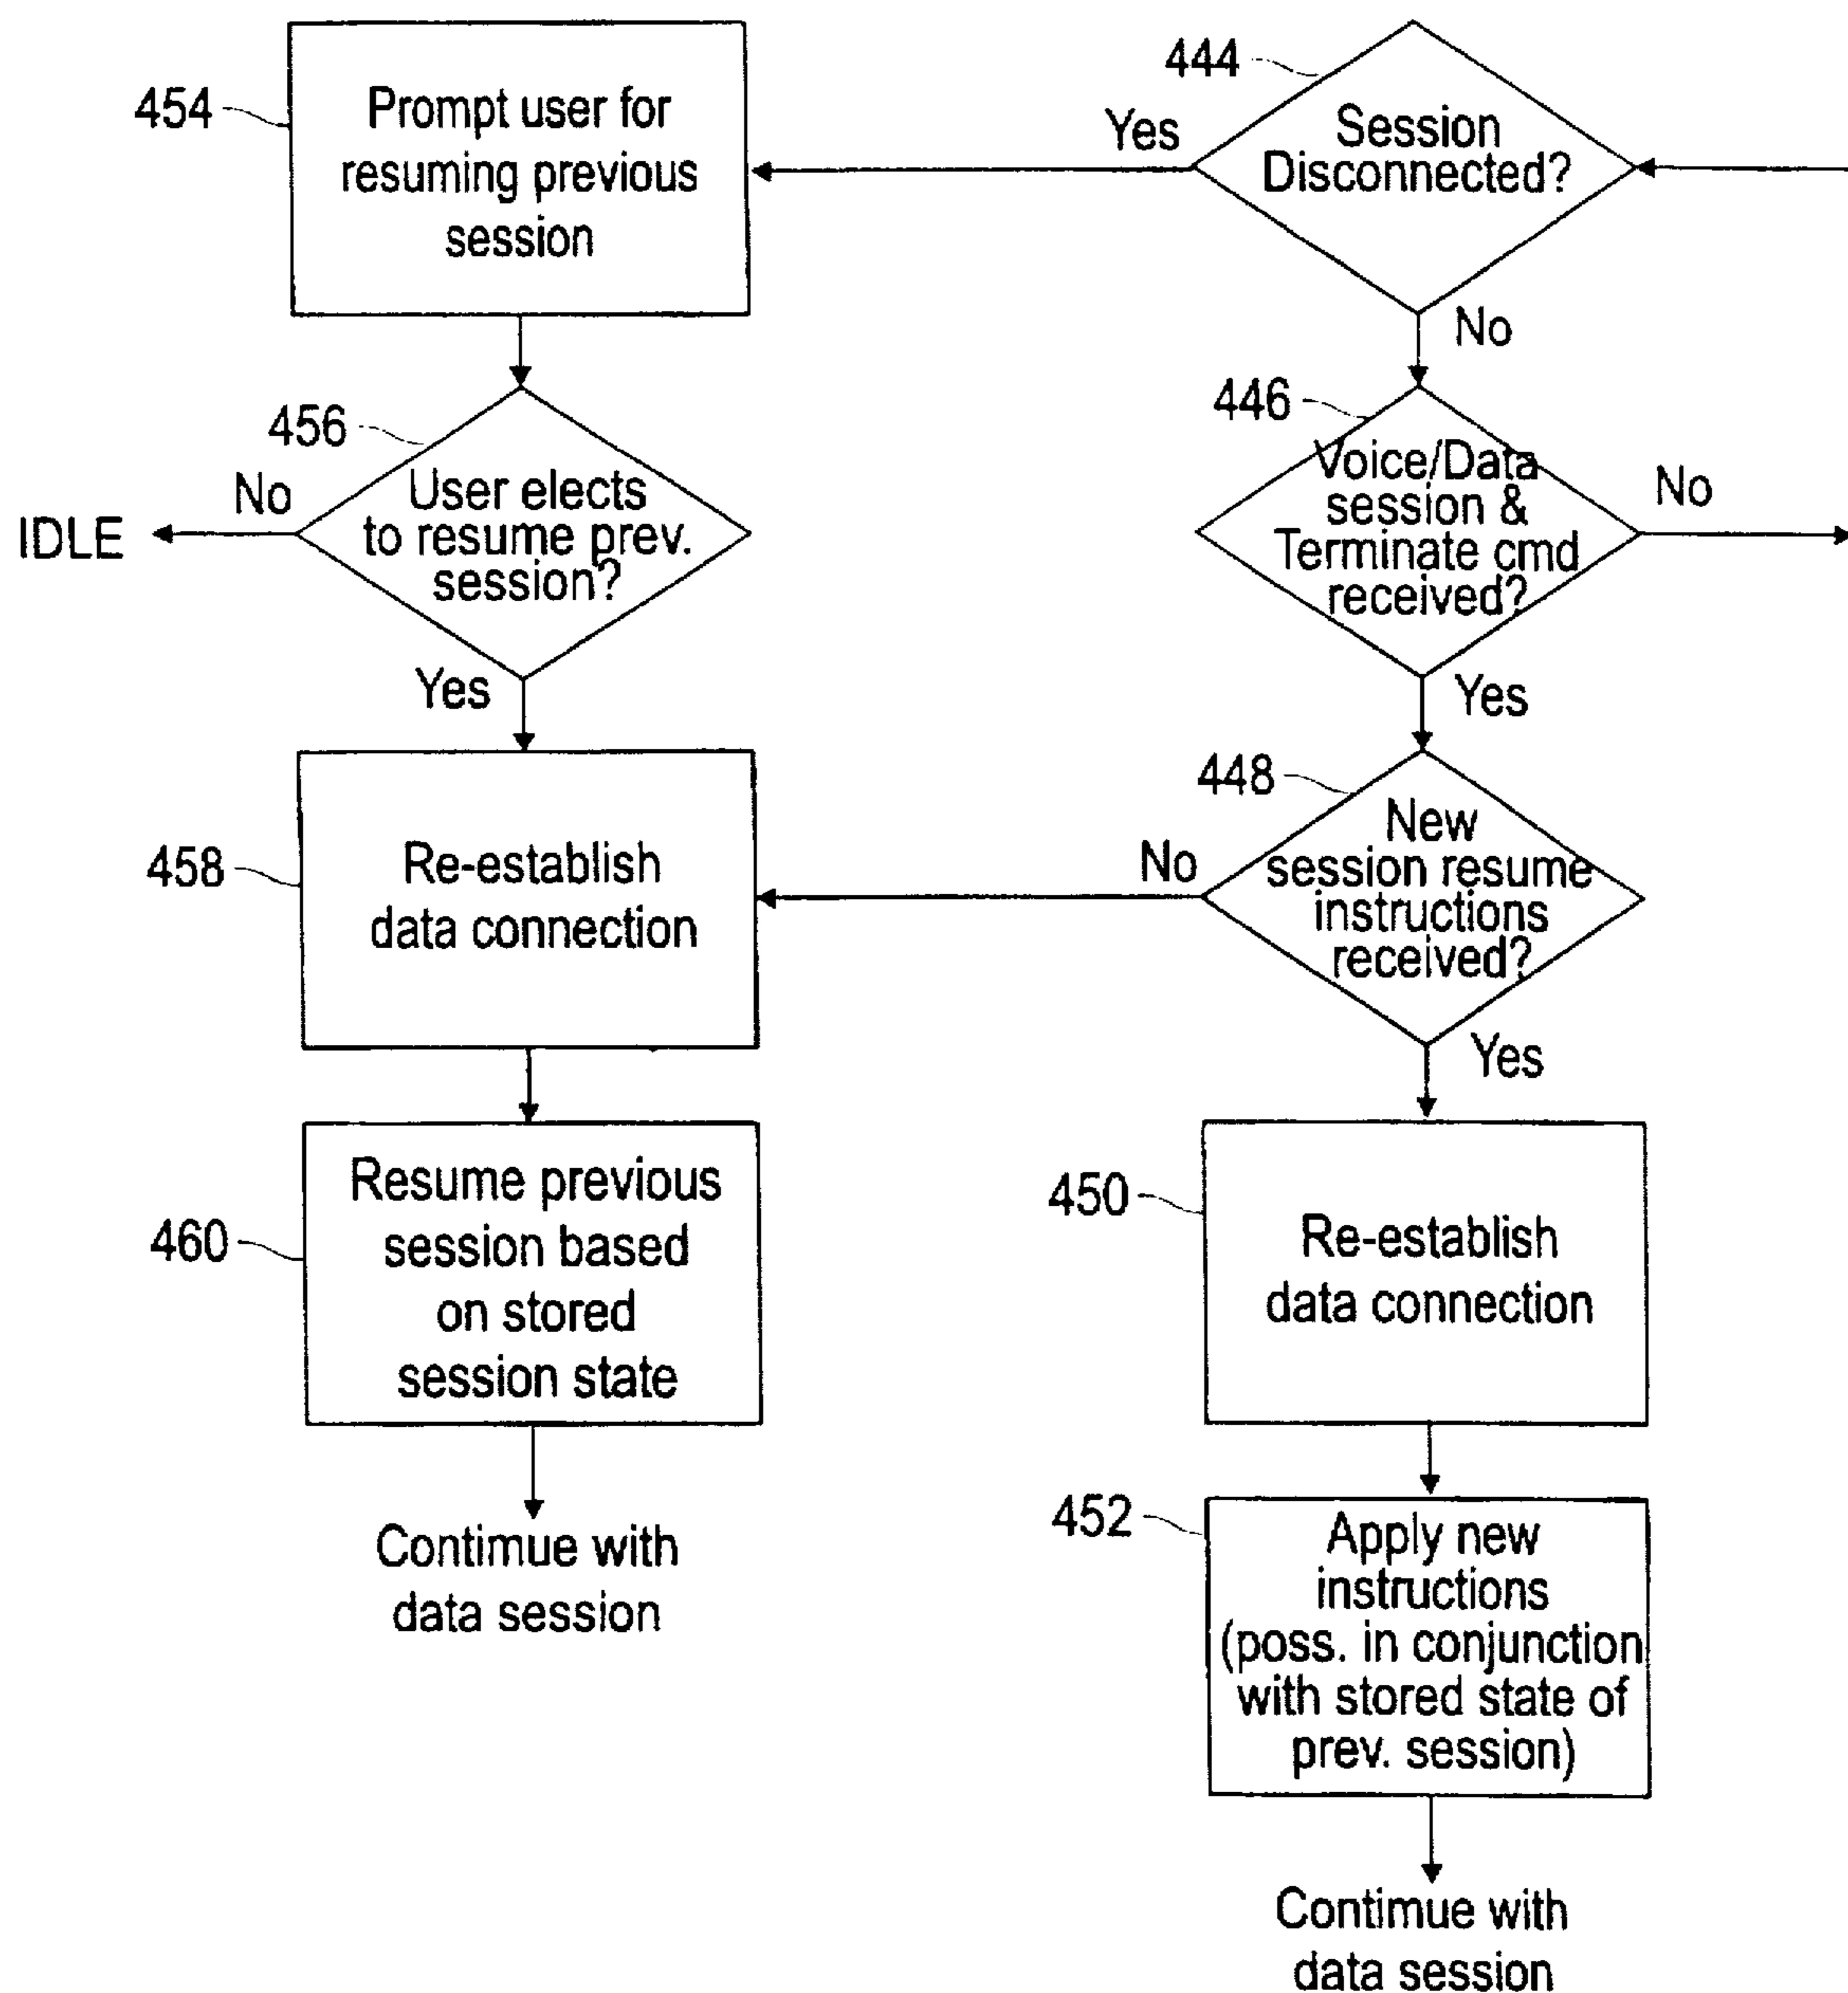 454
Prompt user for
resuming previous
session
444
Session
Disconnected?
Yes
No
456
User elects
to resume prev.
session?
No
IDLE
Yes
446
Voice/Data
session &
Terminate cmd
received?
No
Yes
458
Re-establish
data connection
448
New
session resume
instructions
received?
No
Yes
460
Resume previous
session based
on stored
session state
Contimue with
data session
450
Re-establish
data connection
452
Apply new
instructions
(poss. in conjunction
with stored state of
prev. session)
Contimue with
data session